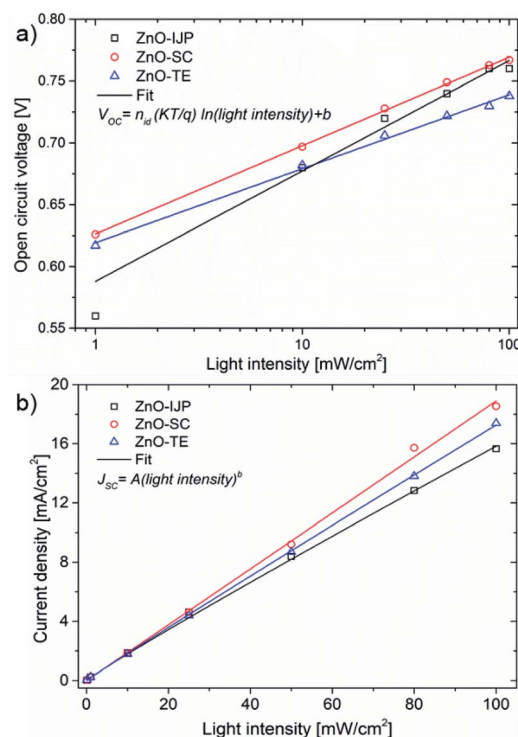 a)
0.80
0.75
0.70
0.65
0.60
0.55
Open circuit voltage [V]
ZnO-IJP
ZnO-SC
ZnO-TE
Fit
V_OC = n_id (KT/q) ln(light intensity)+b
1
10
100
Light intensity [mW/cm²]
b)
20
16
12
8
4
0
Current density [mA/cm²]
ZnO-IJP
ZnO-SC
ZnO-TE
Fit
J_SC = A(light intensity)^b
0
20
40
60
80
100
Light intensity [mW/cm²]